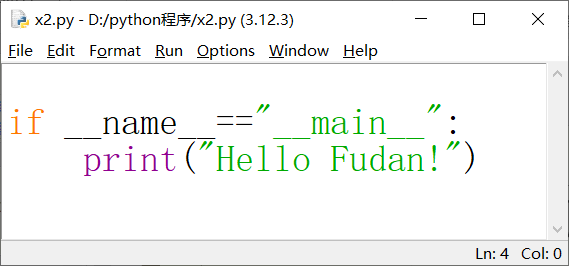 x2.py - D:/python程序/x2.py (3.12.3)
File Edit Format Run Options Window Help
if __name__=="__main__":
    print("Hello Fudan!")
Ln: 4 Col: 0